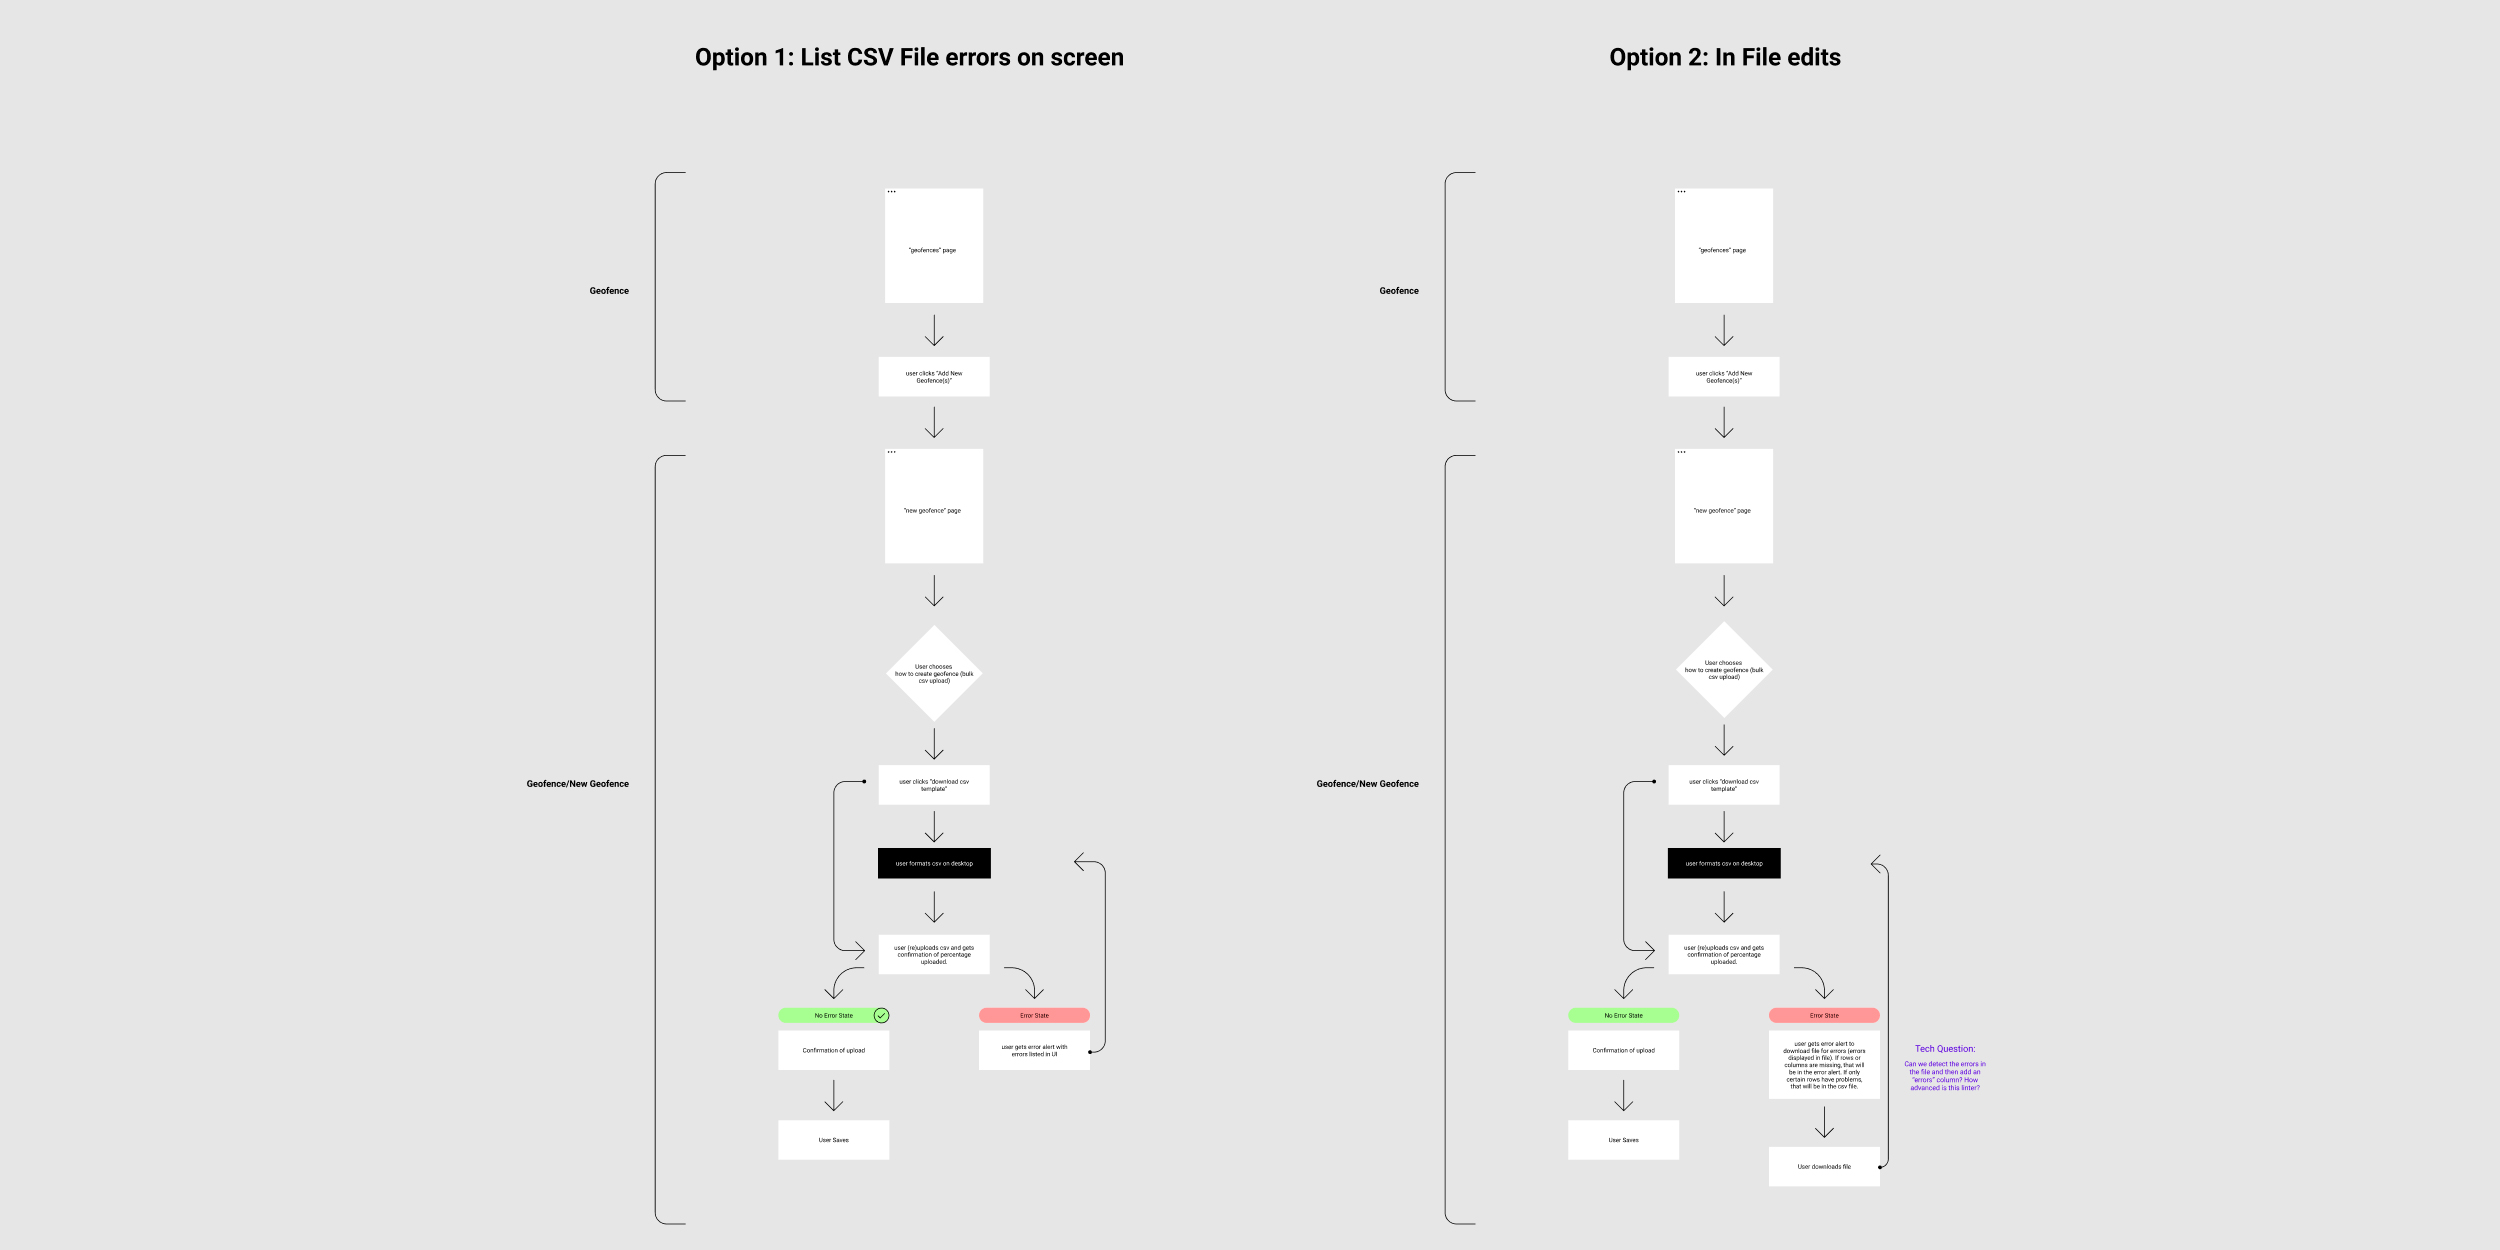 Option 1: List CSV File errors on screen
“geofences” page
Geofence
user clicks “Add New
Geofence(s)”
“new geofence” page
User chooses
how to create geofence (bulk
csv upload)
Geofence/New Geofence
user clicks “download csv
template”
user formats csv on desktop
user (re)uploads csv and gets
confirmation of percentage
uploaded.
No Error State
Confirmation of upload
User Saves
Error State
user gets error alert with
errors listed in UI
Option 2: In File edits
“geofences” page
Geofence
user clicks “Add New
Geofence(s)”
“new geofence” page
User chooses
how to create geofence (bulk
csv upload)
Geofence/New Geofence
user clicks “download csv
template”
user formats csv on desktop
user (re)uploads csv and gets
confirmation of percentage
uploaded.
No Error State
Confirmation of upload
User Saves
Error State
user gets error alert to
download file for errors (errors
displayed in file). If rows or
columns are missing, that will
be in the error alert. If only
certain rows have problems,
that will be in the csv file.
User downloads file
Tech Question:
Can we detect the errors in
the file and then add an
“errors” column? How
advanced is this linter?